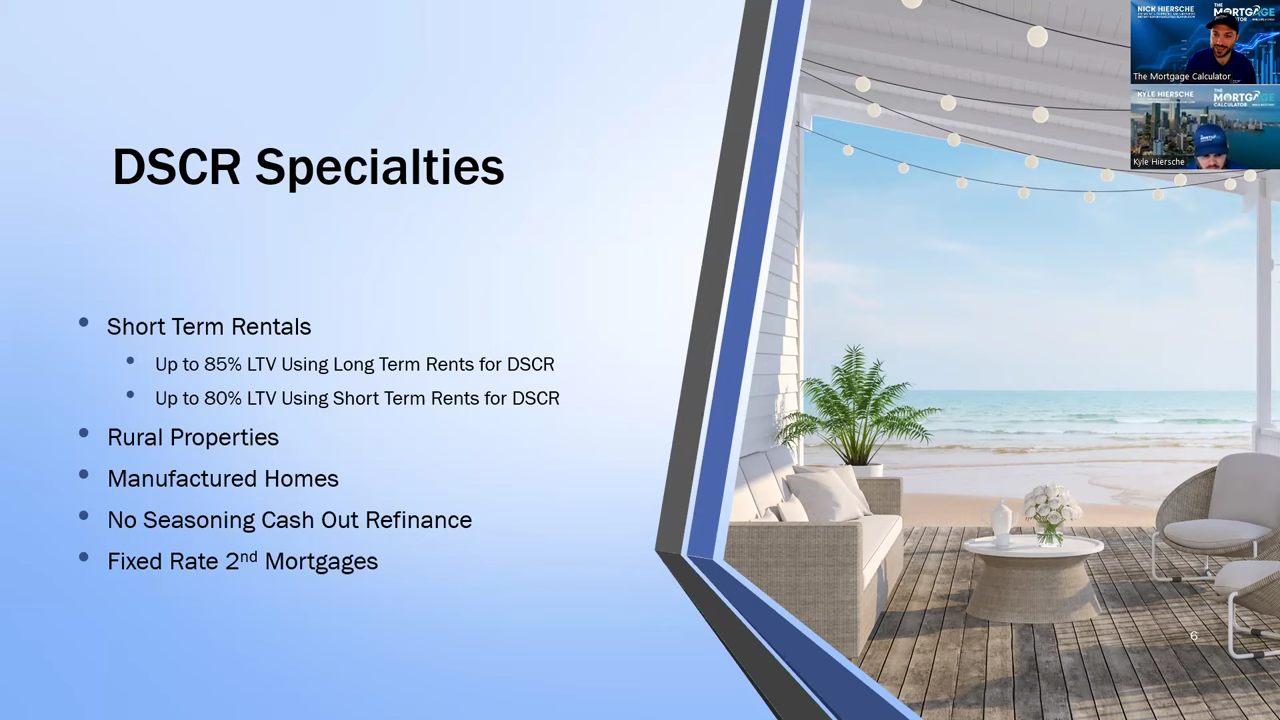 DSCR Specialties
Short Term Rentals
Up to 85% LTV Using Long Term Rents for DSCR
Up to 80% LTV Using Short Term Rents for DSCR
Rural Properties
Manufactured Homes
No Seasoning Cash Out Refinance
Fixed Rate 2nd Mortgages
6
NICK HIERSCHE
THE
MORTGAGE
The Mortgage Calculator
KYLE HIERSCHE
THE
MORTGAGE
CALCULATOR
Kyle Hiersche